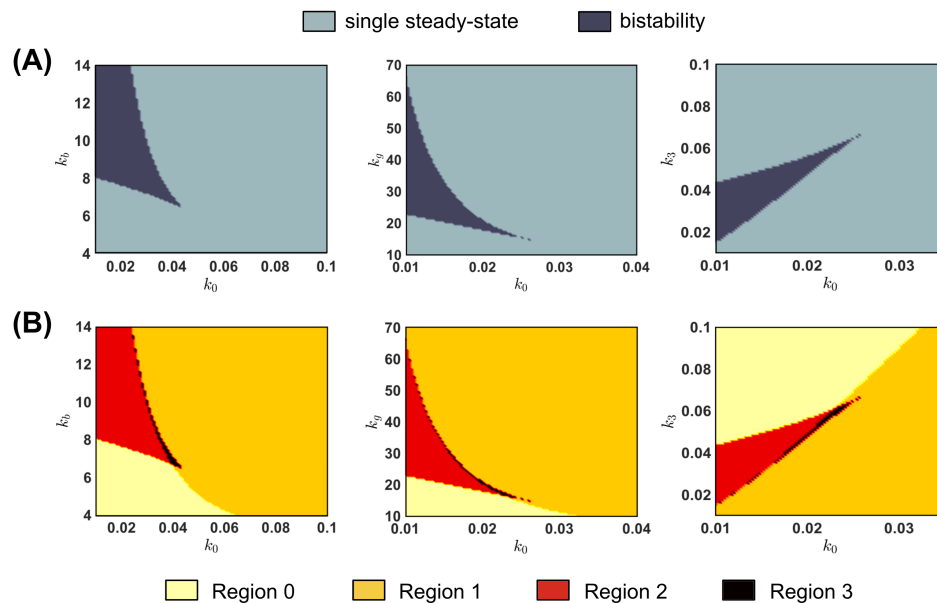 single steady-state bistability
(A)
14
12
10
8
6
4
k_b
0.02 0.04 0.06 0.08 0.1
k_0
70
60
50
40
30
20
10
k_g
0.01 0.02 0.03 0.04
k_0
0.1
0.08
0.06
0.04
0.02
k_3
0.01 0.02 0.03
k_0
(B)
14
12
10
8
6
4
k_b
0.02 0.04 0.06 0.08 0.1
k_0
70
60
50
40
30
20
10
k_g
0.01 0.02 0.03 0.04
k_0
0.1
0.08
0.06
0.04
0.02
k_3
0.01 0.02 0.03
k_0
Region 0 Region 1 Region 2 Region 3